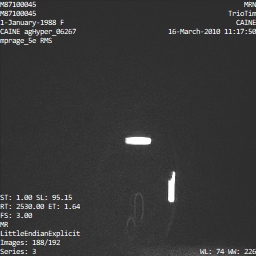 M87100045
MRN
M87100045
TrioTim
1-January-1988 F
CAINE
CAINE agHyper_06267
16-March-2010 11:17:50
mprage_5e RMS
ST: 1.00 SL: 95.15
RT: 2530.00 ET: 1.64
FS: 3.00
MR
LittleEndianExplicit
Images: 188/192
Series: 3
WL: 74 WW: 226